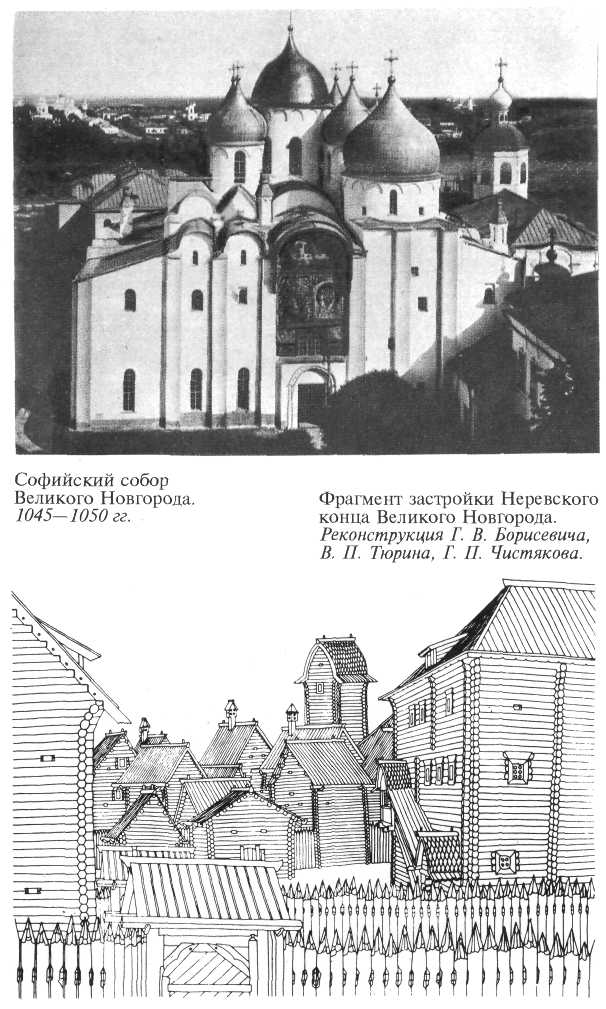 Софийский собор
Великого Новгорода.
1045—1050 гг.
Фрагмент застройки Неревского
конца Великого Новгорода.
Реконструкция Г. В. Борисевича,
В. П. Тюрина, Г. П. Чистякова.